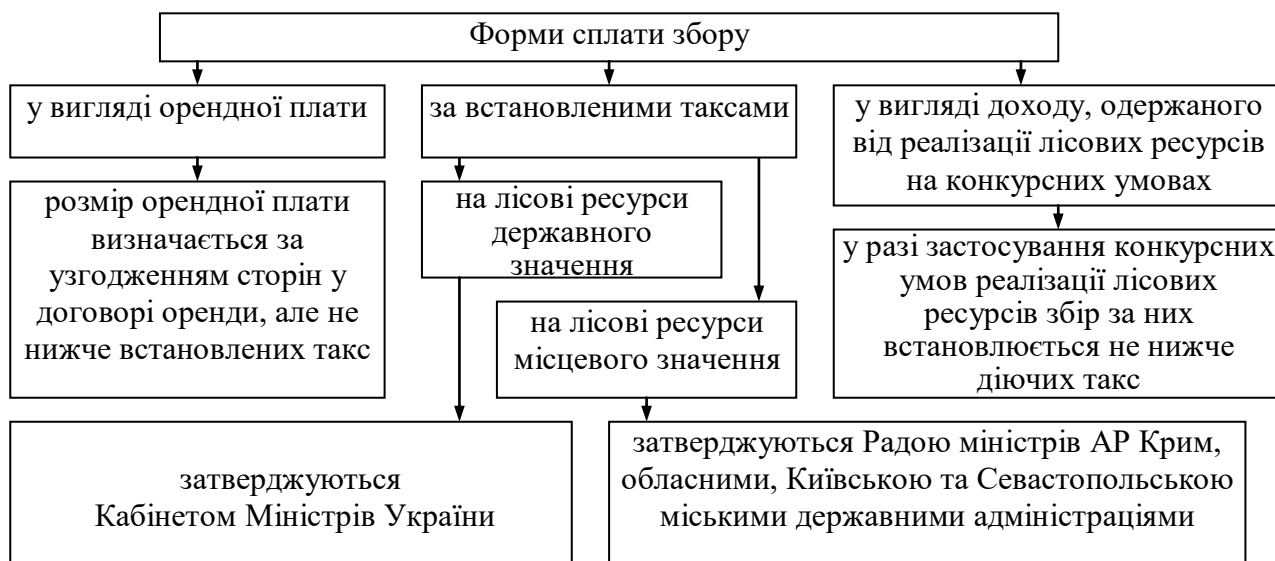 Форми сплати збору
у вигляді орендної плати
за встановленими таксами
у вигляді доходу, одержаного
від реалізації лісових ресурсів
на конкурсних умовах
розмір орендної плати
визначається за
узгодженням сторін у
договорі оренди, але не
нижче встановлених такс
на лісові ресурси
державного
значення
на лісові ресурси
місцевого значення
у разі застосування конкурсних
умов реалізації лісових
ресурсів збір за них
встановлюється не нижче
діючих такс
затверджуються
Кабінетом Міністрів України
затверджуються Радою міністрів АР Крим,
обласними, Київською та Севастопольською
міськими державними адміністраціями